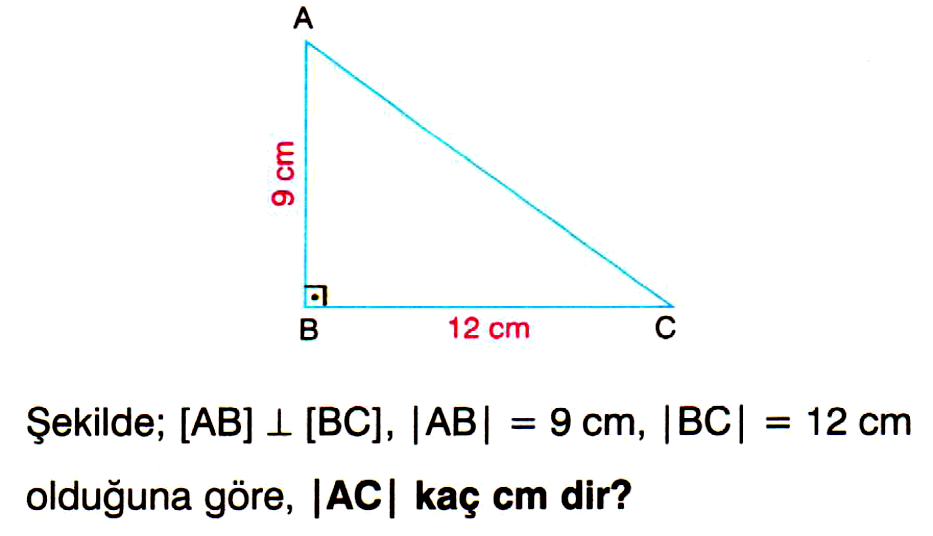 A
9 cm
B
12 cm
C
Şekilde; [AB] ⊥ [BC], |AB| = 9 cm, |BC| = 12 cm
olduğuna göre, |AC| kaç cm dir?